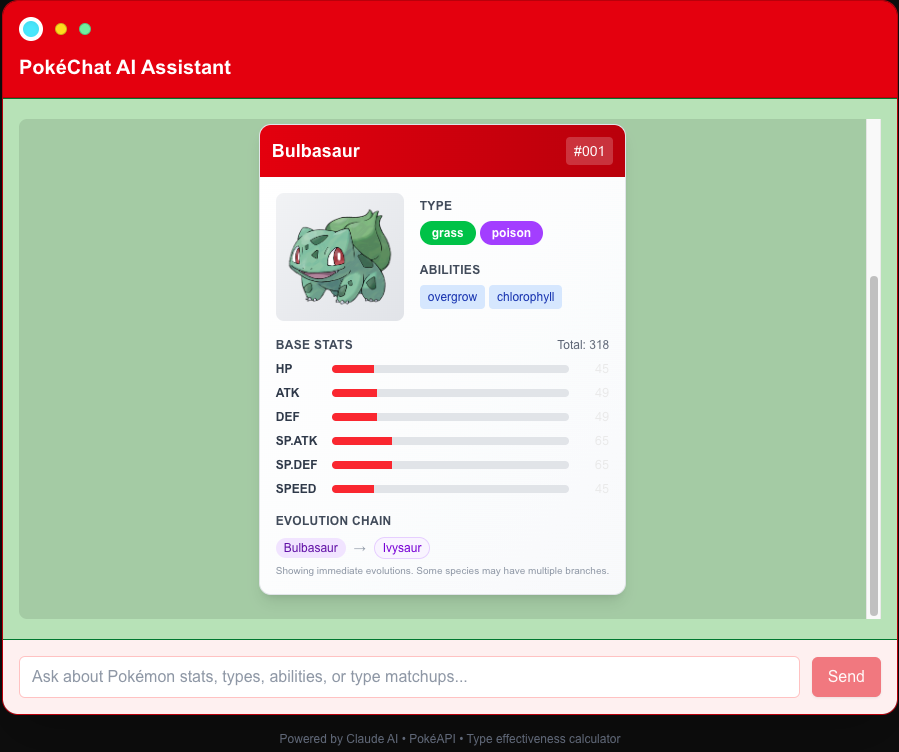 PokéChat AI Assistant
Bulbasaur #001
TYPE
grass poison
ABILITIES
overgrow chlorophyll
BASE STATS Total: 318
HP 45
ATK 49
DEF 49
SP.ATK 65
SP.DEF 65
SPEED 45
EVOLUTION CHAIN
Bulbasaur → Ivysaur
Showing immediate evolutions. Some species may have multiple branches.
Ask about Pokémon stats, types, abilities, or type matchups...
Send
Powered by Claude AI • PokéAPI • Type effectiveness calculator